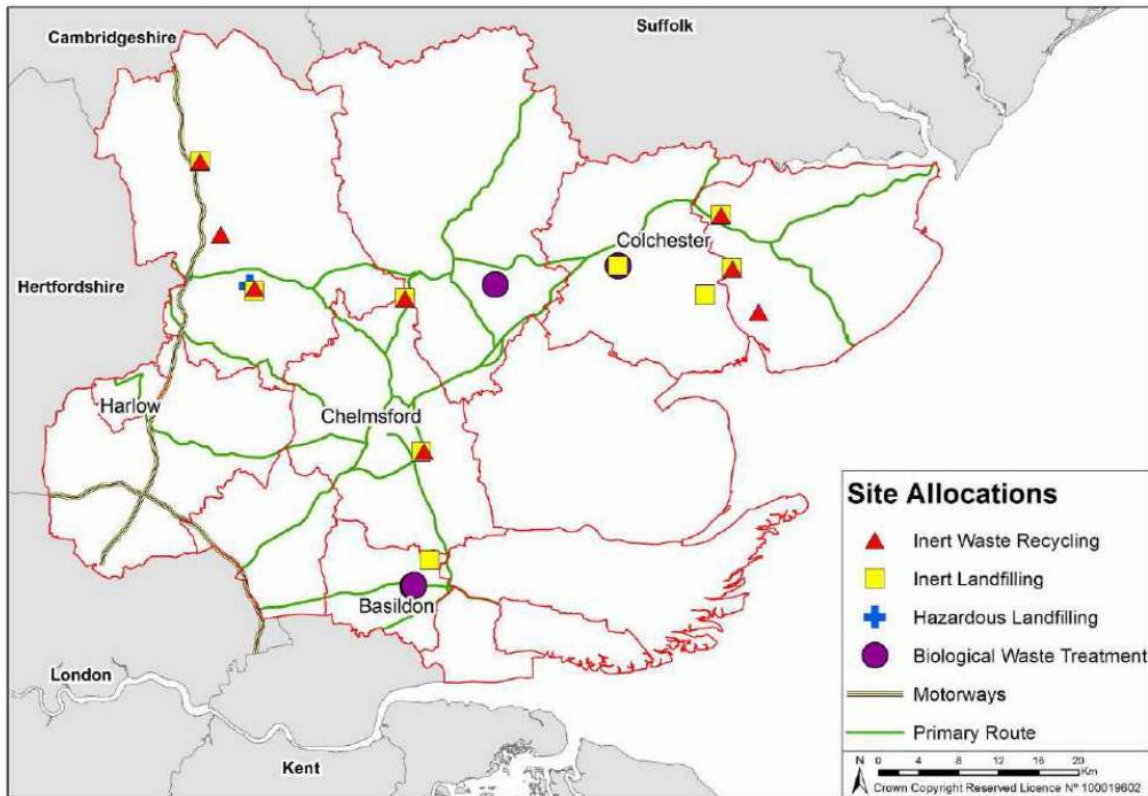 Cambridgeshire
Suffolk
Hertfordshire
Colchester
Harlow
Chelmsford
Basildon
London
Kent
Site Allocations
Inert Waste Recycling
Inert Landfilling
Hazardous Landfilling
Biological Waste Treatment
Motorways
Primary Route
N 0 4 8 12 16 20
Km
Crown Copyright Reserved Licence Nº 100019602